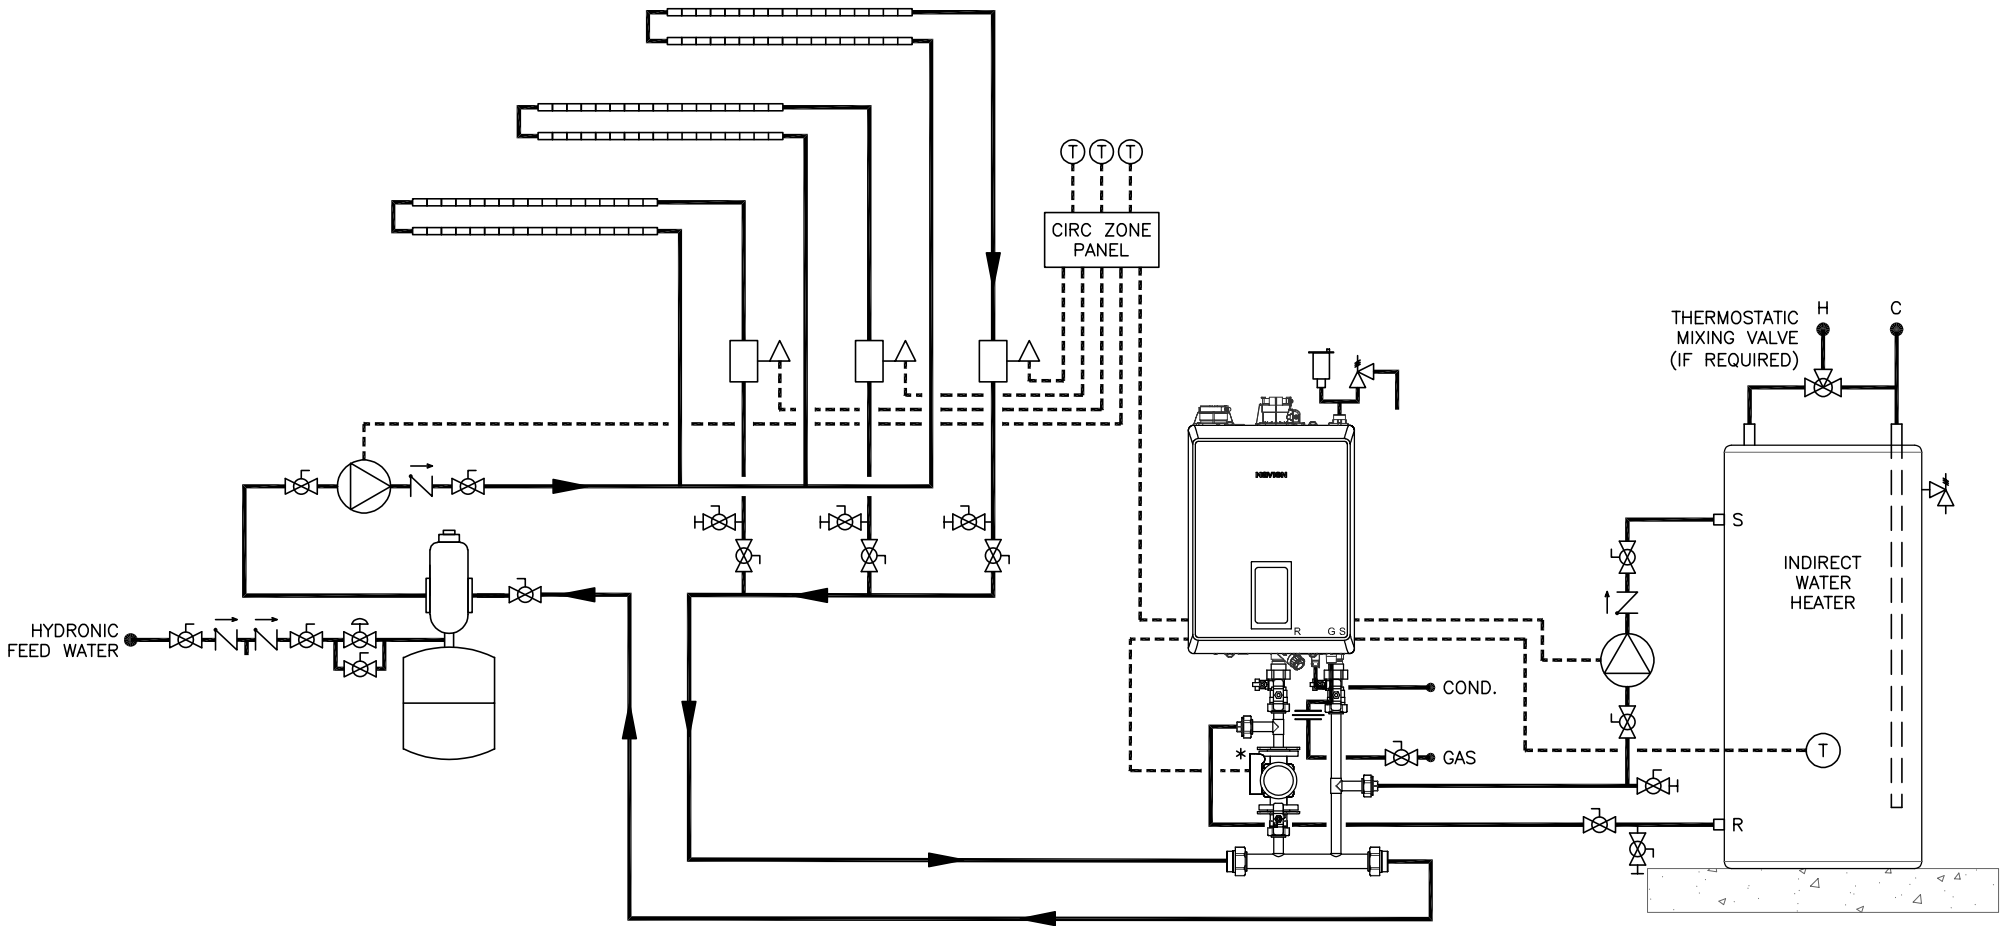 T T T
CIRC ZONE
PANEL
THERMOSTATIC
MIXING VALVE
(IF REQUIRED)
H
C
NAVIEN
S
INDIRECT
WATER
HEATER
HYDRONIC
FEED WATER
R G S
COND.
*
GAS
T
R